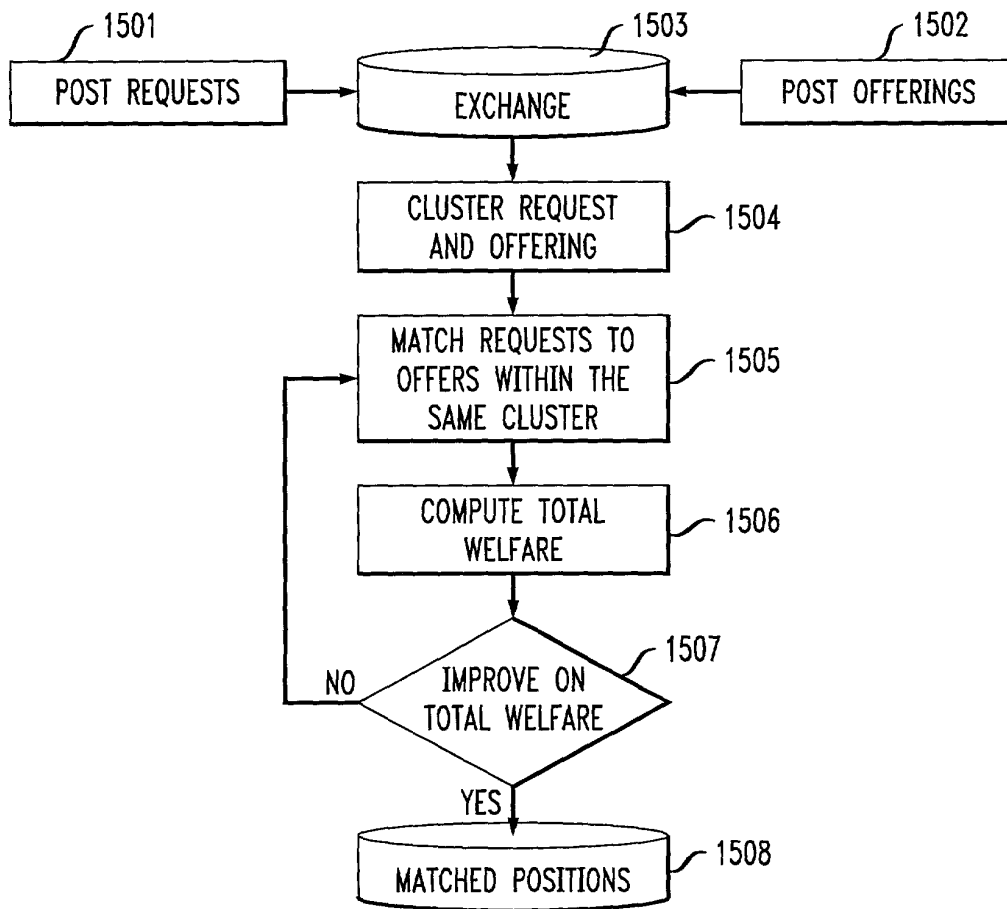 1501
1503
1502
POST REQUESTS
EXCHANGE
POST OFFERINGS
CLUSTER REQUEST
AND OFFERING
1504
MATCH REQUESTS TO
OFFERS WITHIN THE
SAME CLUSTER
1505
COMPUTE TOTAL
WELFARE
1506
1507
NO
IMPROVE ON
TOTAL WELFARE
YES
MATCHED POSITIONS
1508